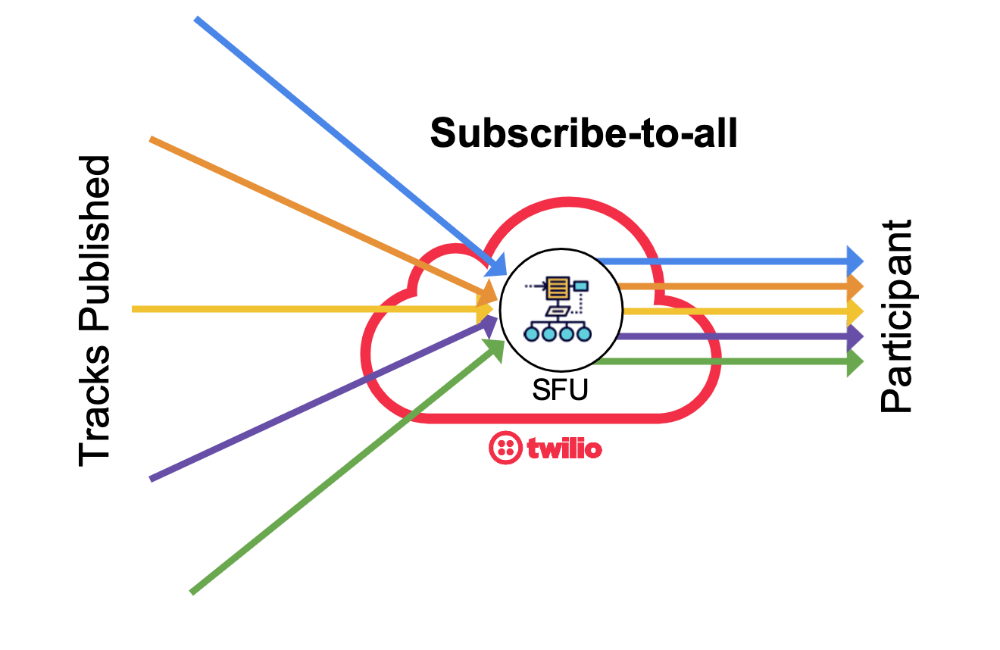 Subscribe-to-all
Tracks Published
SFU
Participant
twilio